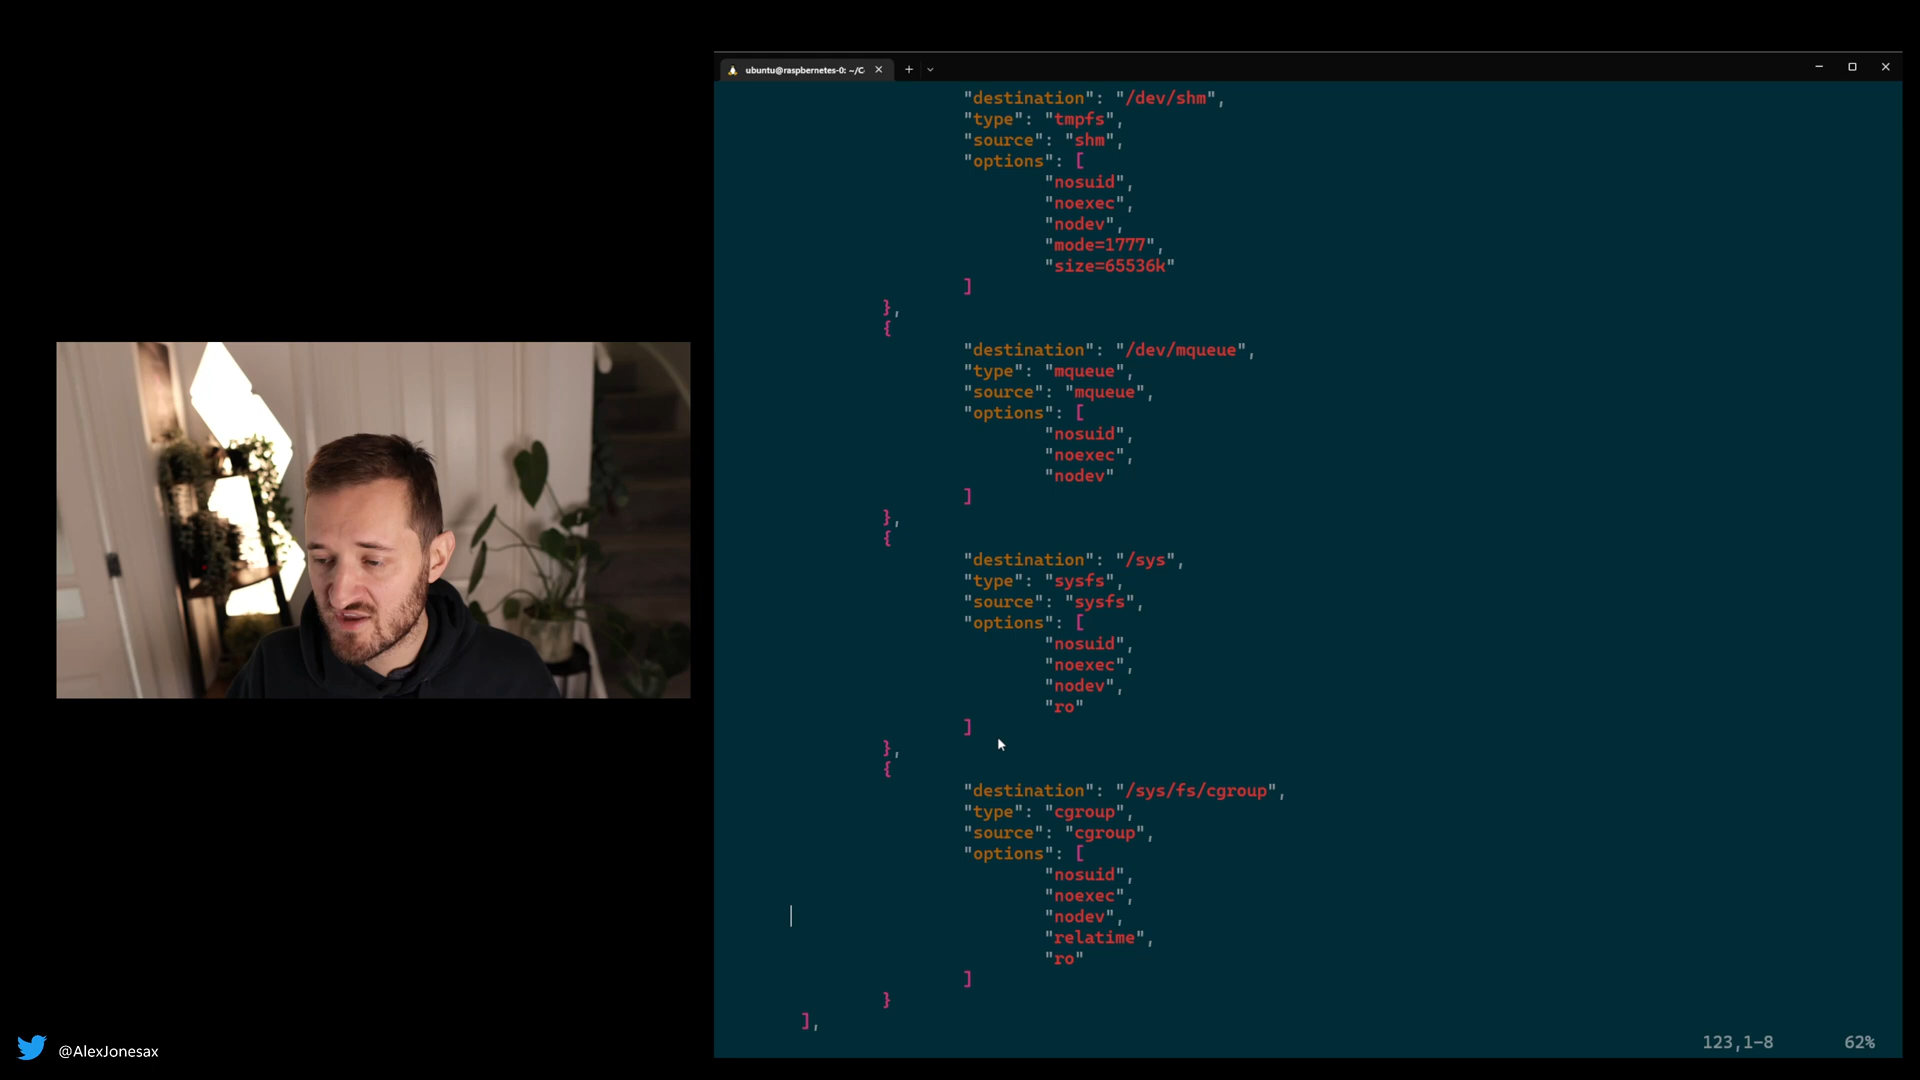 ubuntu@raspbernetes-0: ~/C
"destination": "/dev/shm",
"type": "tmpfs",
"source": "shm",
"options": [
"nosuid",
"noexec",
"nodev",
"mode=1777",
"size=65536k"
]
},
{
"destination": "/dev/mqueue",
"type": "mqueue",
"source": "mqueue",
"options": [
"nosuid",
"noexec",
"nodev"
]
},
{
"destination": "/sys",
"type": "sysfs",
"source": "sysfs",
"options": [
"nosuid",
"noexec",
"nodev",
"ro"
]
},
{
"destination": "/sys/fs/cgroup",
"type": "cgroup",
"source": "cgroup",
"options": [
"nosuid",
"noexec",
"nodev",
"relatime",
"ro"
]
}
],
123,1-8 62%
@AlexJonesax